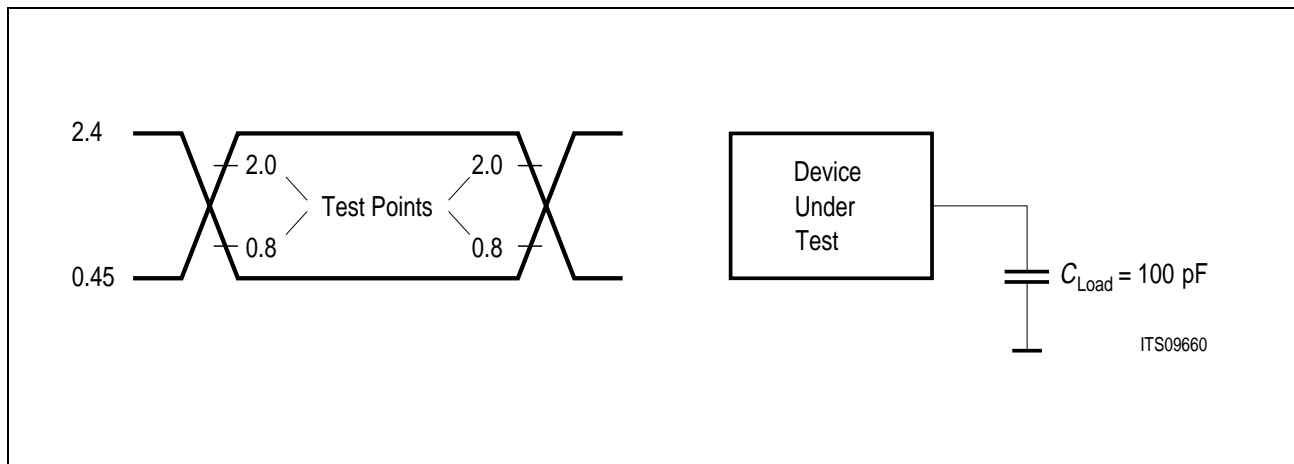 2.4
2.0
2.0
Test Points
0.8
0.8
0.45
Device
Under
Test
C_Load = 100 pF
ITS09660